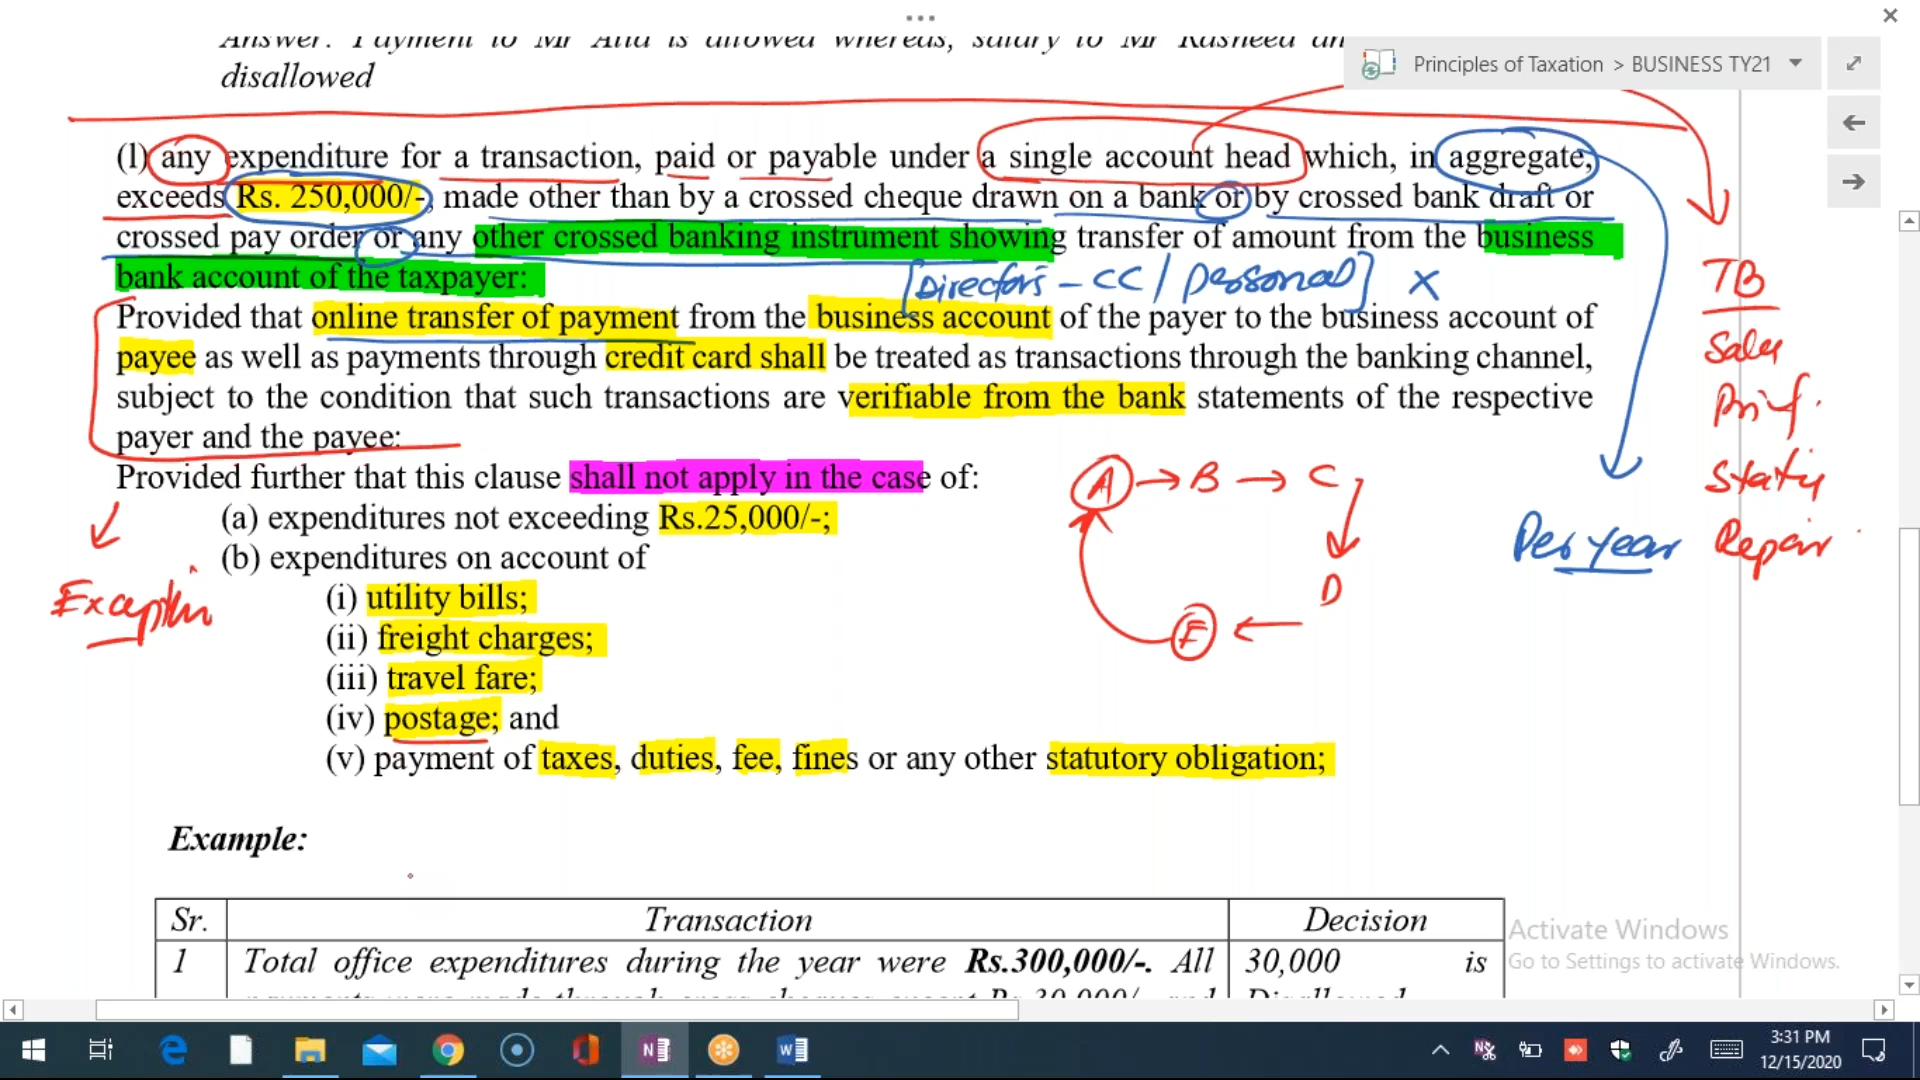 Principles of Taxation > BUSINESS TY21
disallowed
(l) any expenditure for a transaction, paid or payable under a single account head which, in aggregate,
exceeds Rs. 250,000/-, made other than by a crossed cheque drawn on a bank or by crossed bank draft or
crossed pay order or any other crossed banking instrument showing transfer of amount from the business
bank account of the taxpayer:
[Directors - CC / personal] X
Provided that online transfer of payment from the business account of the payer to the business account of
payee as well as payments through credit card shall be treated as transactions through the banking channel,
subject to the condition that such transactions are verifiable from the bank statements of the respective
payer and the payee:
Provided further that this clause shall not apply in the case of:
(a) expenditures not exceeding Rs.25,000/-;
(b) expenditures on account of
(i) utility bills;
(ii) freight charges;
(iii) travel fare;
(iv) postage; and
(v) payment of taxes, duties, fee, fines or any other statutory obligation;
A → B → C
D
E
Per year
TB
Sales
Repair
Example:
Sr. Transaction Decision
1 Total office expenditures during the year were Rs.300,000/-. All 30,000 is
Activate Windows
Go to Settings to activate Windows.
3:31 PM
12/15/2020